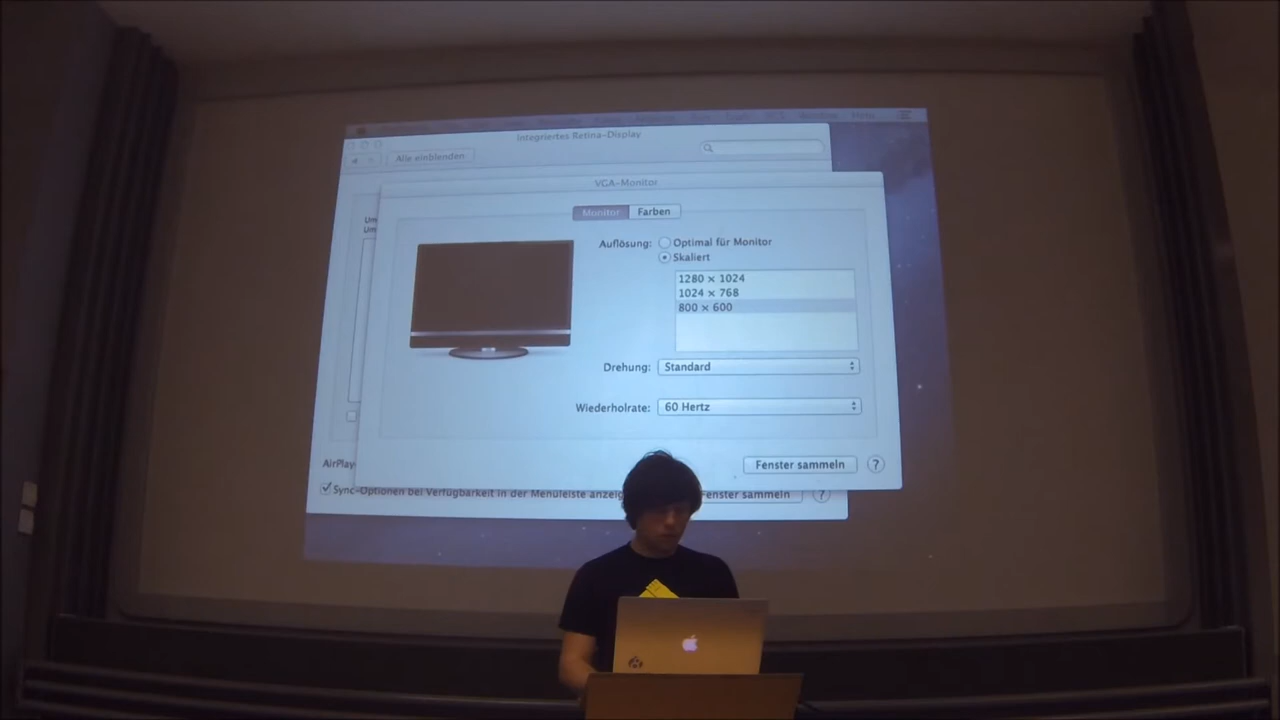 Integriertes Retina-Display
Alle einblenden
VGA-Monitor
Monitor Farben
Auflösung: Optimal für Monitor
Skaliert
1280 × 1024
1024 × 768
800 × 600
Drehung: Standard
Wiederholrate: 60 Hertz
Fenster sammeln ?
AirPlay
Sync-Optionen bei Verfügbarkeit in der Menüleiste anzeig
Fenster sammeln ?